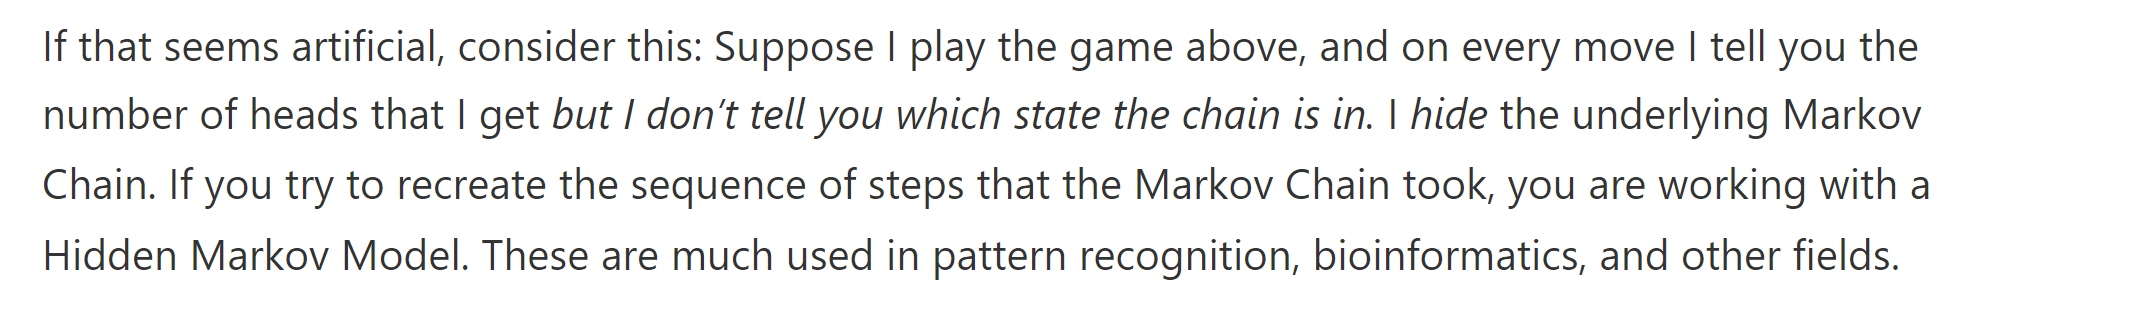 If that seems artificial, consider this: Suppose I play the game above, and on every move I tell you the
number of heads that I get but I don’t tell you which state the chain is in. I hide the underlying Markov
Chain. If you try to recreate the sequence of steps that the Markov Chain took, you are working with a
Hidden Markov Model. These are much used in pattern recognition, bioinformatics, and other fields.